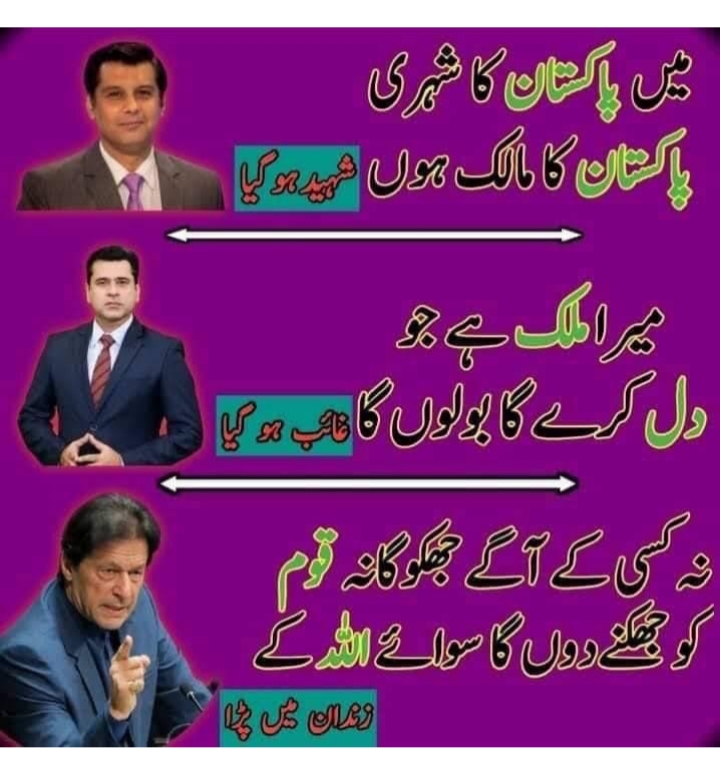 میں پاکستان کا شہری
پاکستان کا مالک ہوں شہید ہو گیا
میرا ملک ہے جو
دل کرے گا بولوں گا غائب ہو گیا
نہ کسی کے آگے جھکو گا نہ قوم
کو جھکنے دوں گا سوائے اللہ کے
زندان میں پڑا